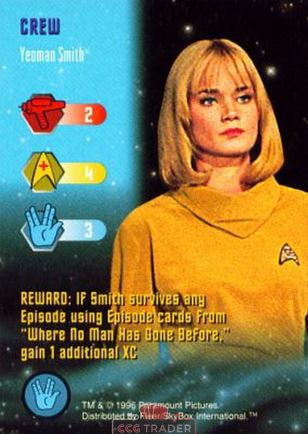 CREW
Yeoman Smith™
2
4
3
REWARD: If Smith survives any
Episode using Episode cards from
"Where No Man Has Gone Before,"
gain 1 additional XC
TM & © 1996 Paramount Pictures.
Distributed by Fleer/SkyBox International.™
CCG TRADER